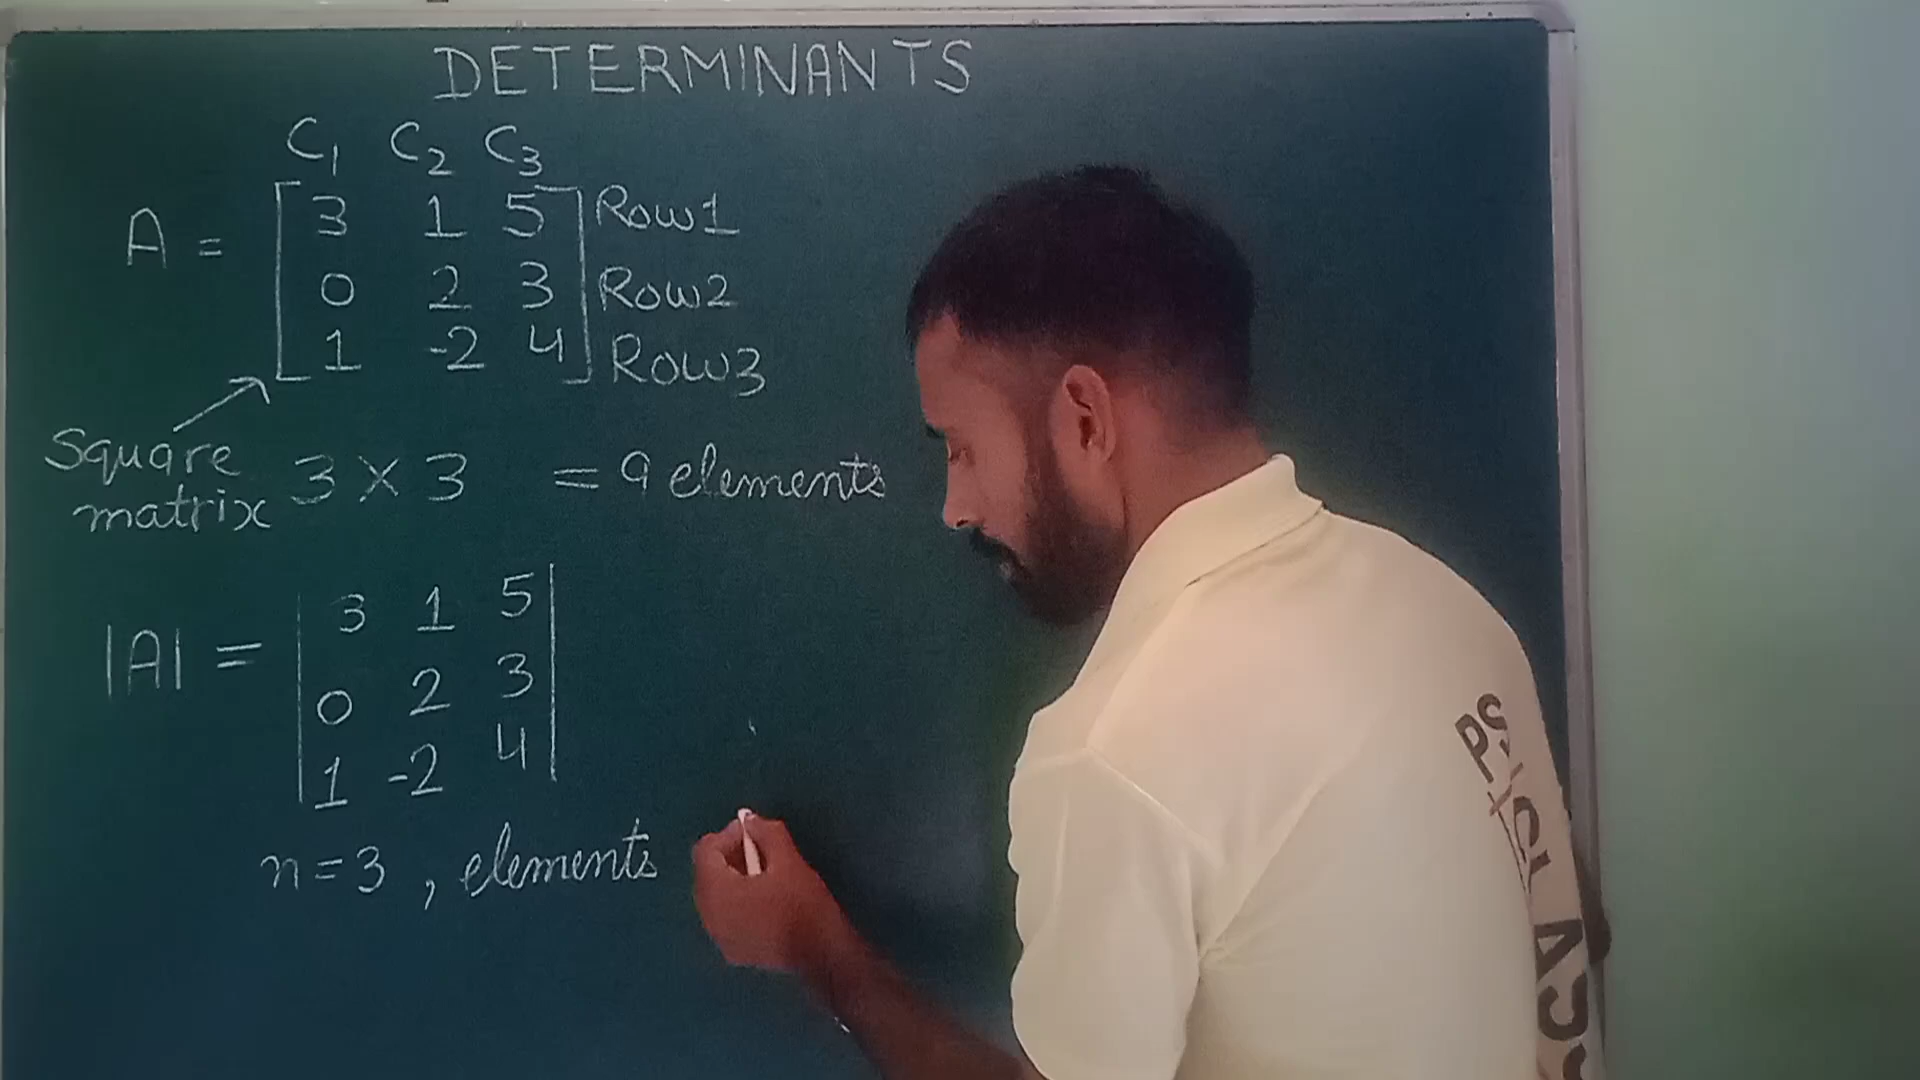 DETERMINANTS
C1 C2 C3
A = [3 1 5] Row1
[0 2 3] Row2
[1 -2 4] Row3
Square
matrix 3 × 3 = 9 elements
|A| = |3 1 5|
|0 2 3|
|1 -2 4|
n = 3 , elements